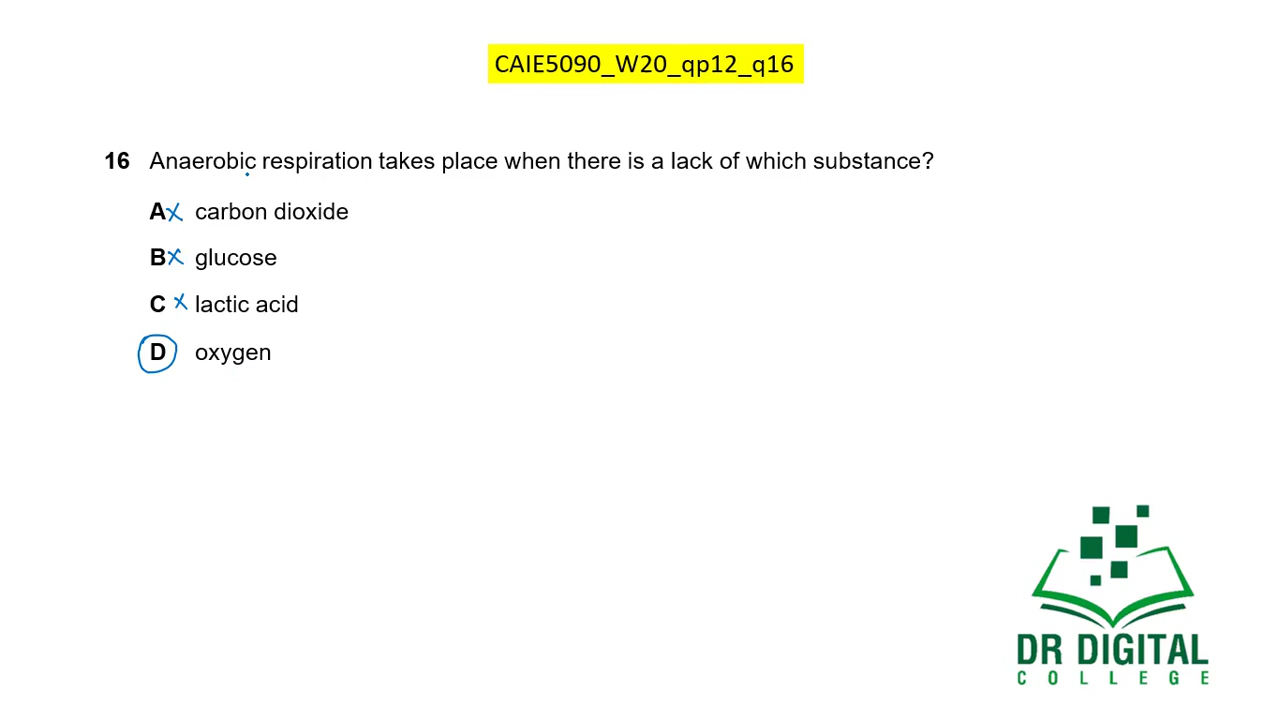 CAIE5090_W20_qp12_q16
16 Anaerobic respiration takes place when there is a lack of which substance?
A x carbon dioxide
B x glucose
C x lactic acid
D oxygen
DR DIGITAL
COLLEGE